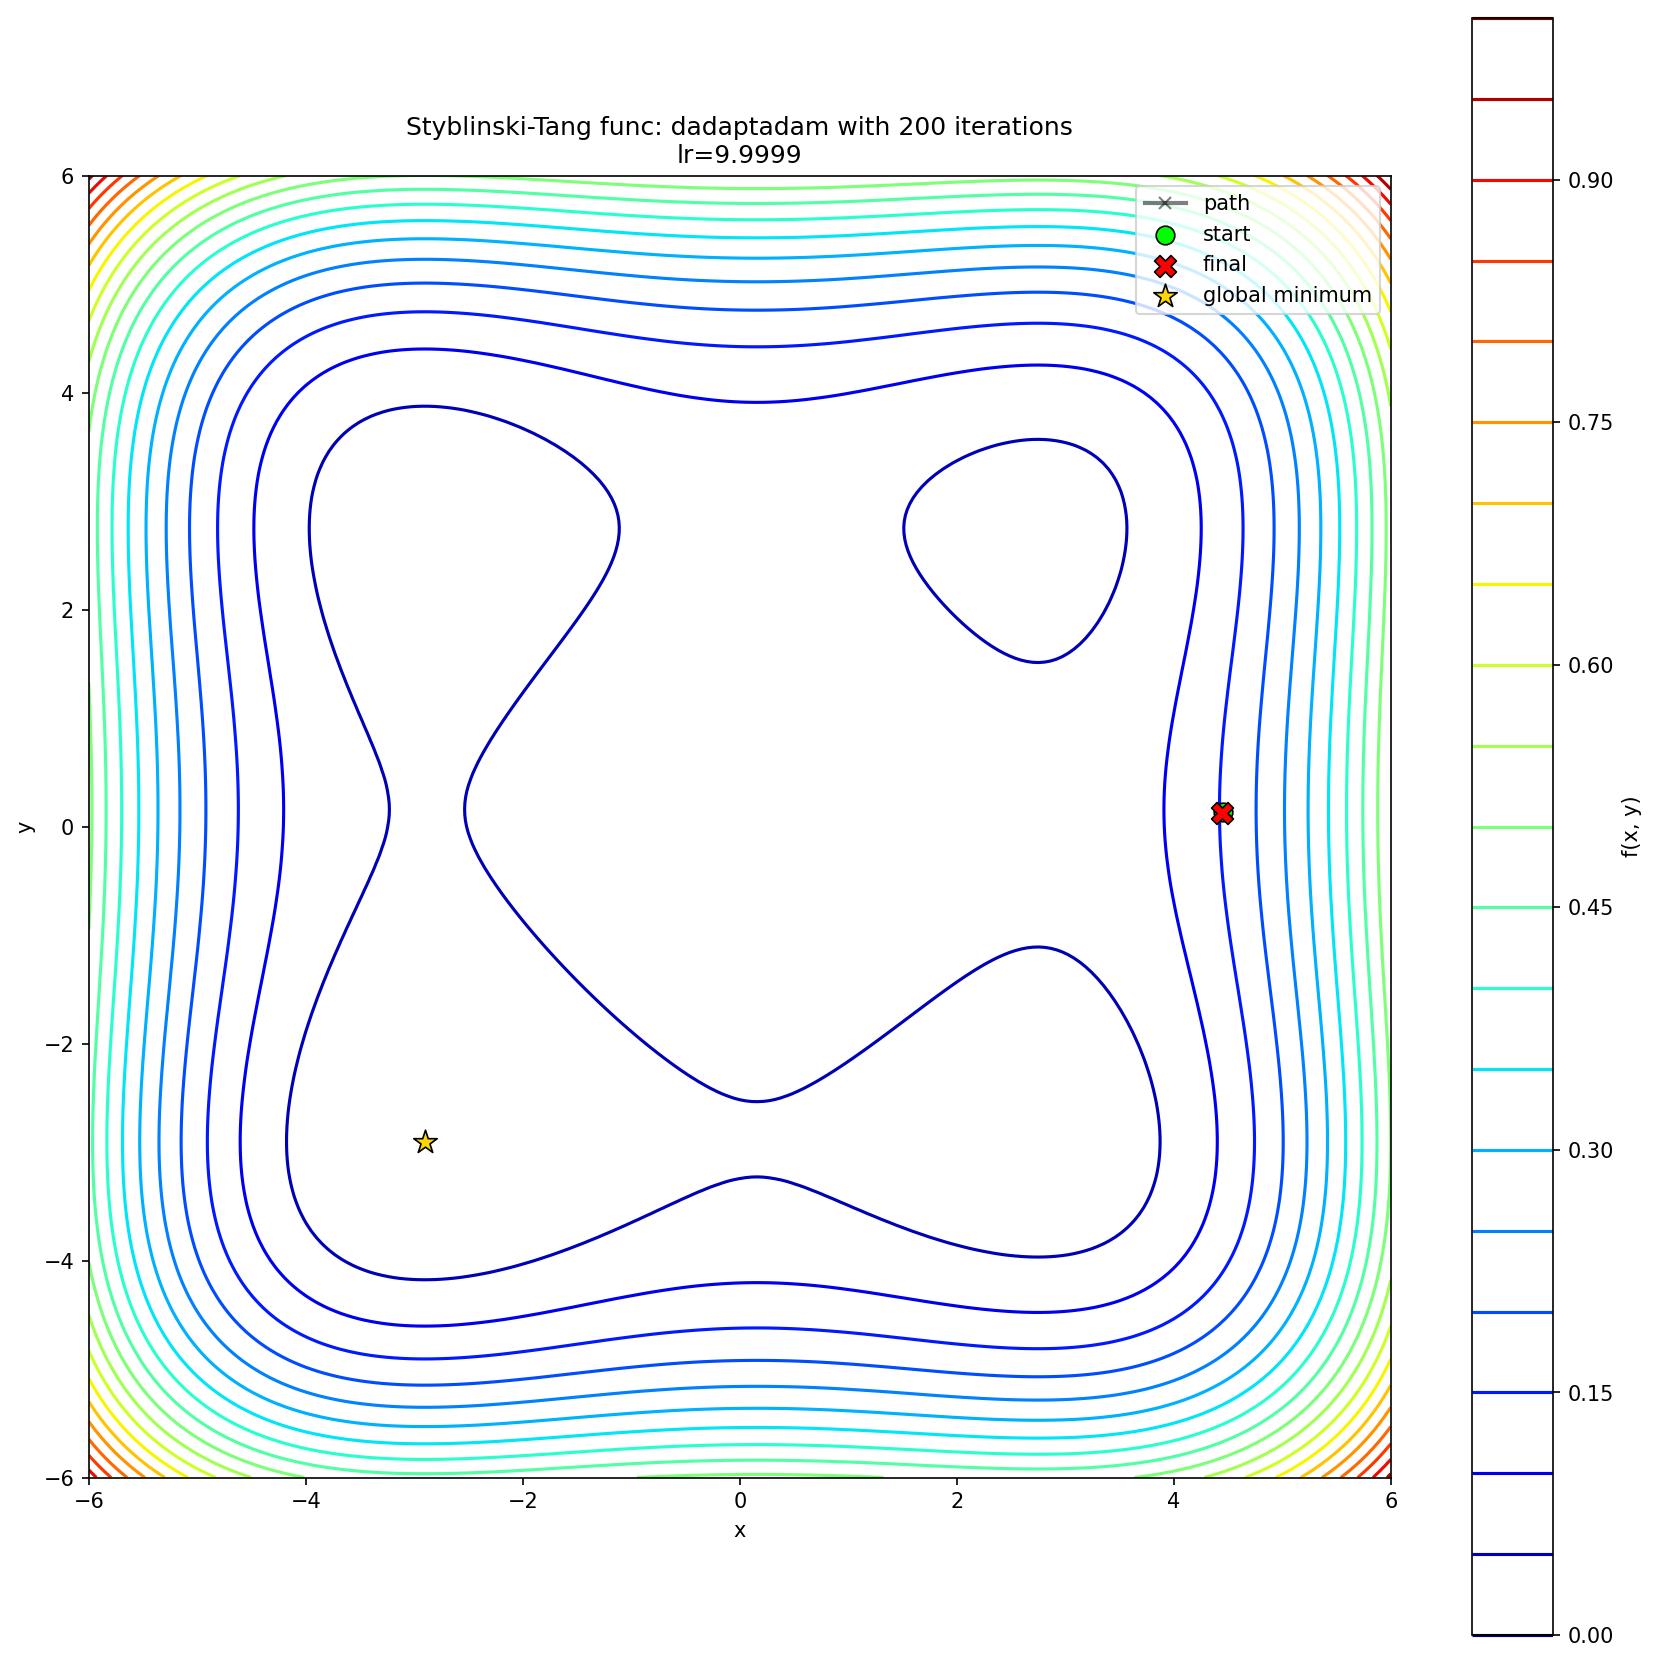 Styblinski-Tang func: dadaptadam with 200 iterations
lr=9.9999
path
start
final
global minimum
y
6
4
2
0
−2
−4
−6
−6
−4
−2
0
2
4
6
x
0.90
0.75
0.60
0.45
0.30
0.15
0.00
f(x, y)